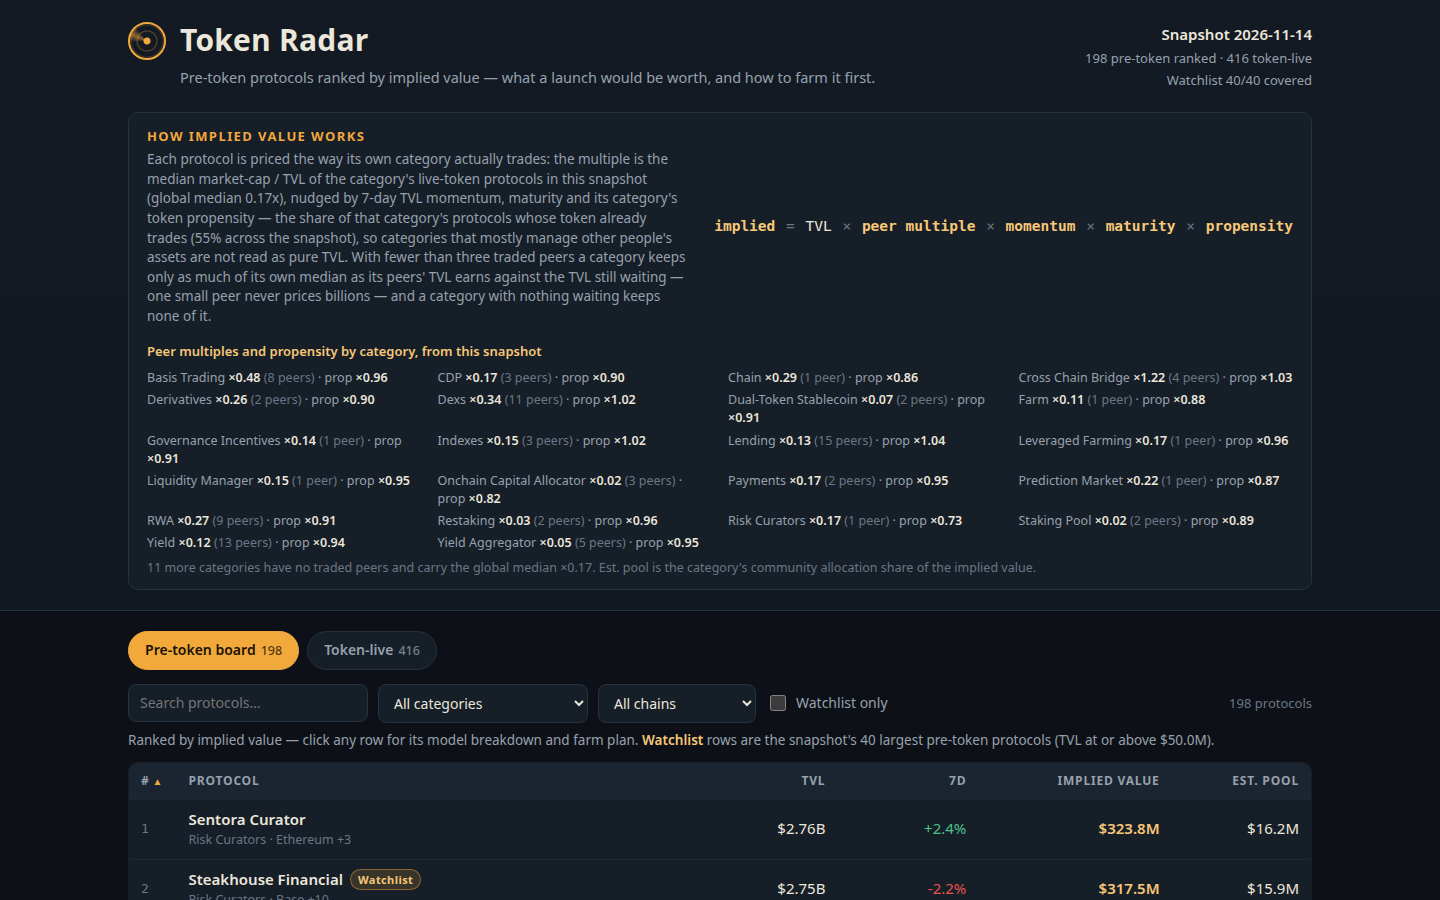 Token Radar
Pre-token protocols ranked by implied value — what a launch would be worth, and how to farm it first.
Snapshot 2026-11-14
198 pre-token ranked · 416 token-live
Watchlist 40/40 covered
HOW IMPLIED VALUE WORKS
Each protocol is priced the way its own category actually trades: the multiple is the
median market-cap / TVL of the category's live-token protocols in this snapshot
(global median 0.17x), nudged by 7-day TVL momentum, maturity and its category's
token propensity — the share of that category's protocols whose token already
trades (55% across the snapshot), so categories that mostly manage other people's
assets are not read as pure TVL. With fewer than three traded peers a category keeps
only as much of its own median as its peers' TVL earns against the TVL still waiting —
one small peer never prices billions — and a category with nothing waiting keeps
none of it.
implied = TVL × peer multiple × momentum × maturity × propensity
Peer multiples and propensity by category, from this snapshot
Basis Trading ×0.48 (8 peers) · prop ×0.96
CDP ×0.17 (3 peers) · prop ×0.90
Chain ×0.29 (1 peer) · prop ×0.86
Cross Chain Bridge ×1.22 (4 peers) · prop ×1.03
Derivatives ×0.26 (2 peers) · prop ×0.90
Dexs ×0.34 (11 peers) · prop ×1.02
Dual-Token Stablecoin ×0.07 (2 peers) · prop
×0.91
Farm ×0.11 (1 peer) · prop ×0.88
Governance Incentives ×0.14 (1 peer) · prop
×0.91
Indexes ×0.15 (3 peers) · prop ×1.02
Lending ×0.13 (15 peers) · prop ×1.04
Leveraged Farming ×0.17 (1 peer) · prop ×0.96
Liquidity Manager ×0.15 (1 peer) · prop ×0.95
Onchain Capital Allocator ×0.02 (3 peers) ·
prop ×0.82
Payments ×0.17 (2 peers) · prop ×0.95
Prediction Market ×0.22 (1 peer) · prop ×0.87
RWA ×0.27 (9 peers) · prop ×0.91
Restaking ×0.03 (2 peers) · prop ×0.96
Risk Curators ×0.17 (1 peer) · prop ×0.73
Staking Pool ×0.02 (2 peers) · prop ×0.89
Yield ×0.12 (13 peers) · prop ×0.94
Yield Aggregator ×0.05 (5 peers) · prop ×0.95
11 more categories have no traded peers and carry the global median ×0.17. Est. pool is the category's community allocation share of the implied value.
Pre-token board 198
Token-live 416
Search protocols...
All categories
All chains
Watchlist only
198 protocols
Ranked by implied value — click any row for its model breakdown and farm plan. Watchlist rows are the snapshot's 40 largest pre-token protocols (TVL at or above $50.0M).
# ▲ PROTOCOL TVL 7D IMPLIED VALUE EST. POOL
1 Sentora Curator $2.76B +2.4% $323.8M $16.2M
Risk Curators · Ethereum +3
2 Steakhouse Financial Watchlist $2.75B -2.2% $317.5M $15.9M
Risk Curators · Base +10